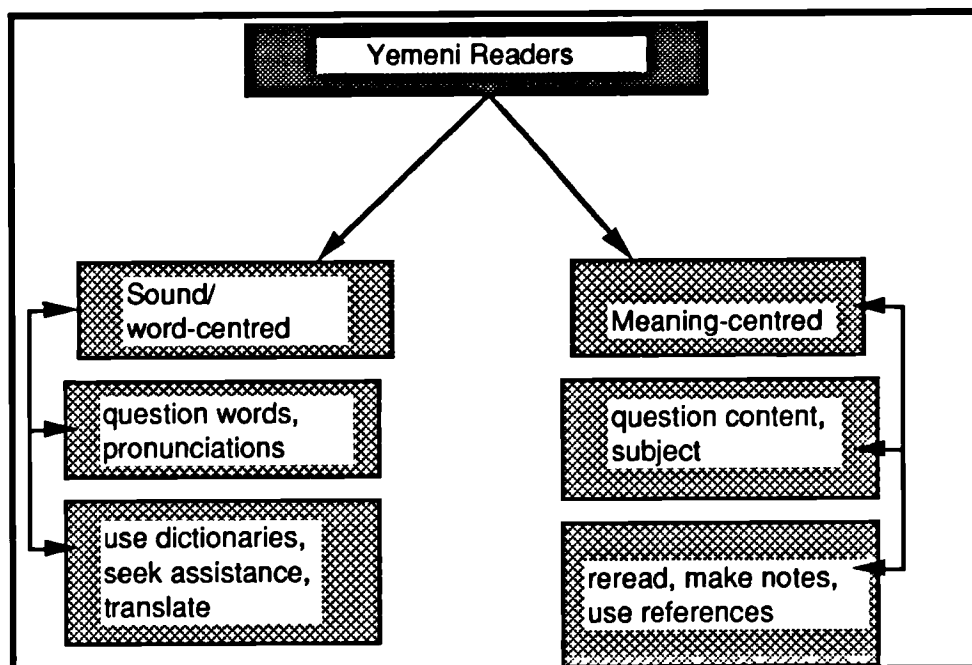 Yemeni Readers
Sound/
word-centred
question words,
pronunciations
use dictionaries,
seek assistance,
translate
Meaning-centred
question content,
subject
reread, make notes,
use references